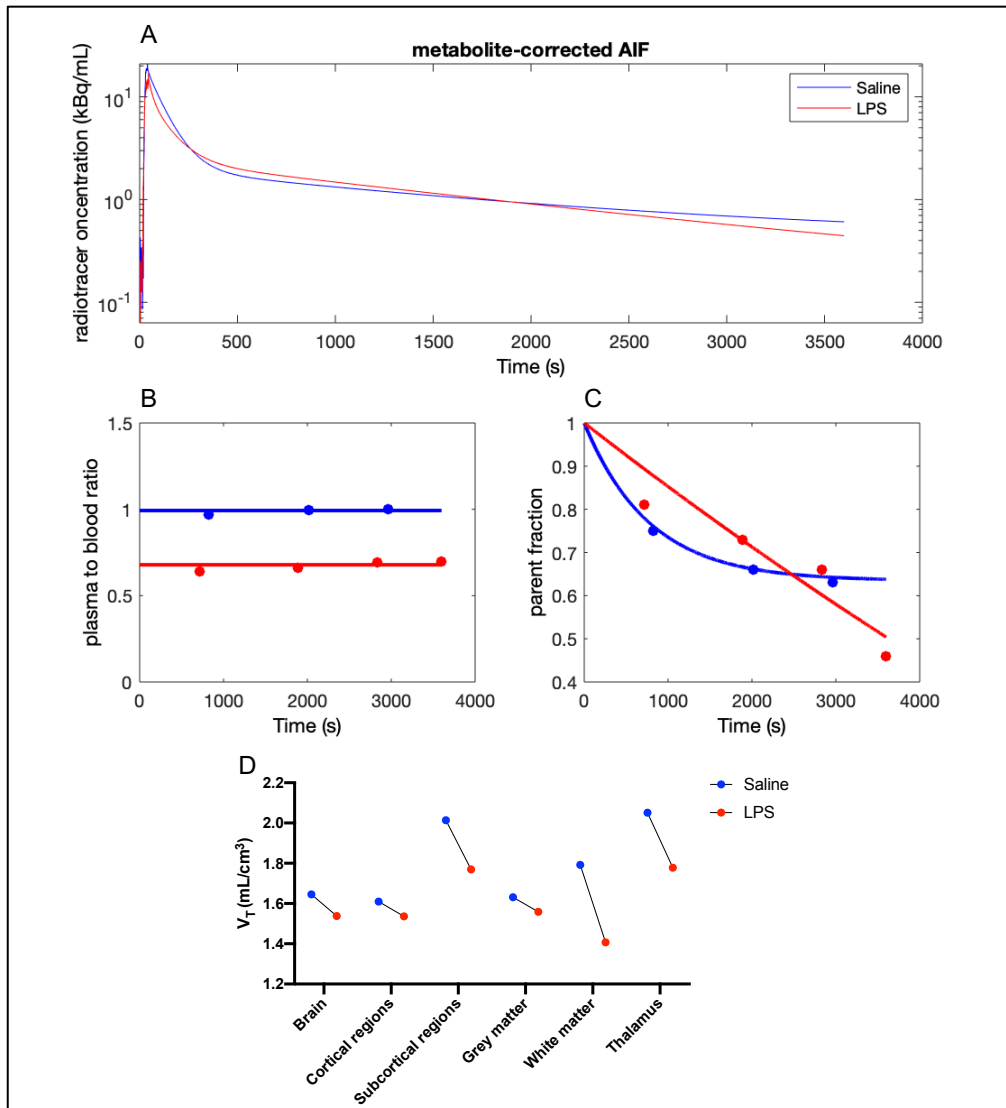 A
metabolite-corrected AIF
radiotracer oncentration (kBq/mL)
10^1
10^0
10^-1
Saline
LPS
0 500 1000 1500 2000 2500 3000 3500 4000
Time (s)
B
plasma to blood ratio
1.5
1
0.5
0
0 1000 2000 3000 4000
Time (s)
C
parent fraction
1
0.9
0.8
0.7
0.6
0.5
0.4
0 1000 2000 3000 4000
Time (s)
D
V_T (mL/cm³)
2.2
2.0
1.8
1.6
1.4
1.2
Saline
LPS
Brain
Cortical regions
Subcortical regions
Grey matter
White matter
Thalamus